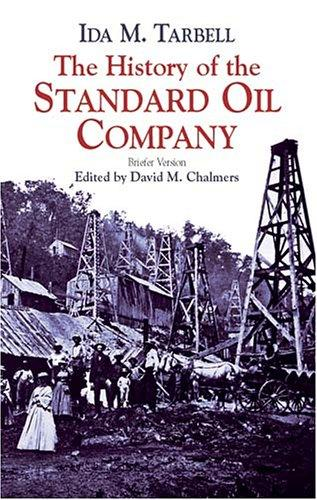 IDA M. TARBELL
The History of the
STANDARD OIL
COMPANY
Briefer Version
Edited by David M. Chalmers